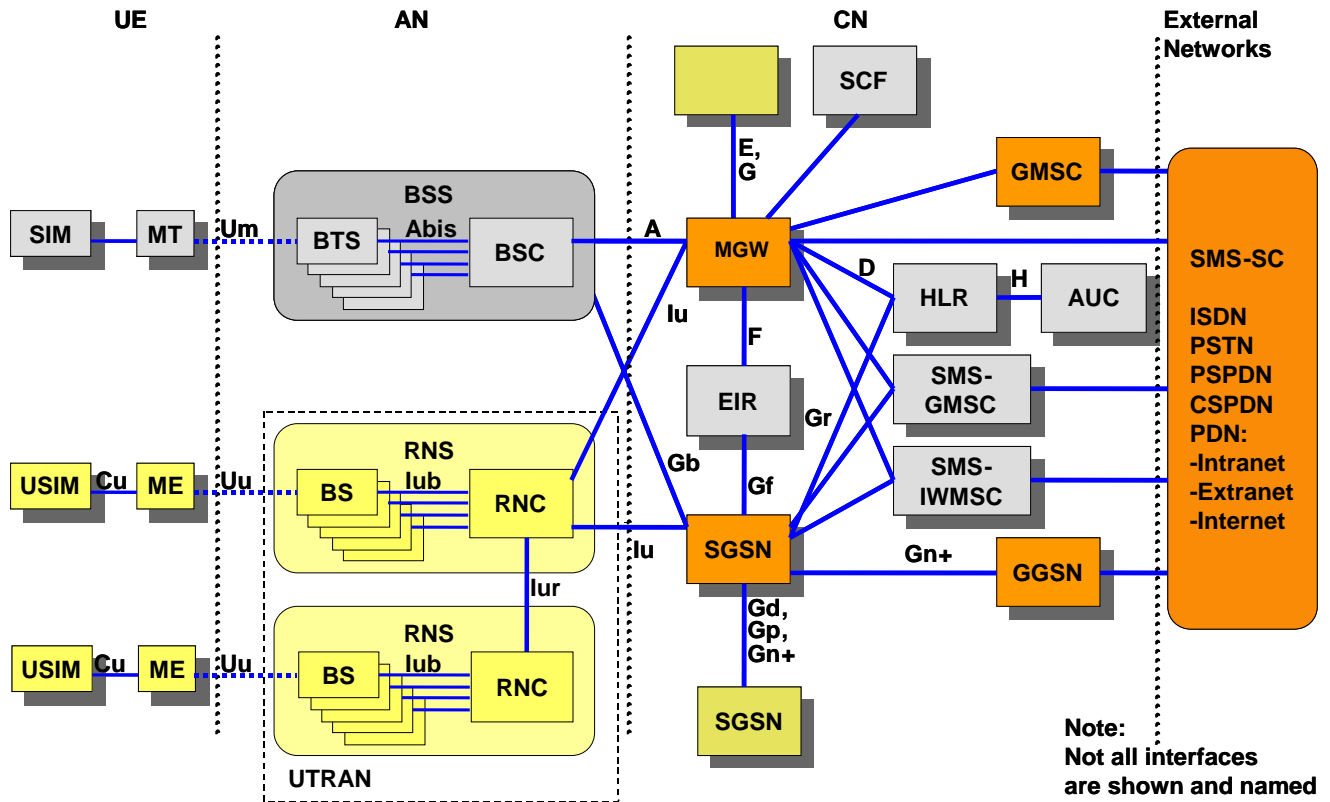 UE
AN
CN
External
Networks
SCF
E,
G
GMSC
BSS
SIM
MT
Um
BTS
Abis
BSC
A
MGW
D
HLR
H
AUC
SMS-SC
Iu
F
ISDN
PSTN
PSPDN
CSPDN
PDN:
-Intranet
-Extranet
-Internet
EIR
SMS-
GMSC
Gr
RNS
USIM
Cu
ME
Uu
BS
Iub
RNC
Gb
Gf
SMS-
IWMSC
Iu
SGSN
Gn+
GGSN
Iur
Gd,
Gp,
Gn+
RNS
USIM
Cu
ME
Uu
BS
Iub
RNC
SGSN
UTRAN
Note:
Not all interfaces
are shown and named